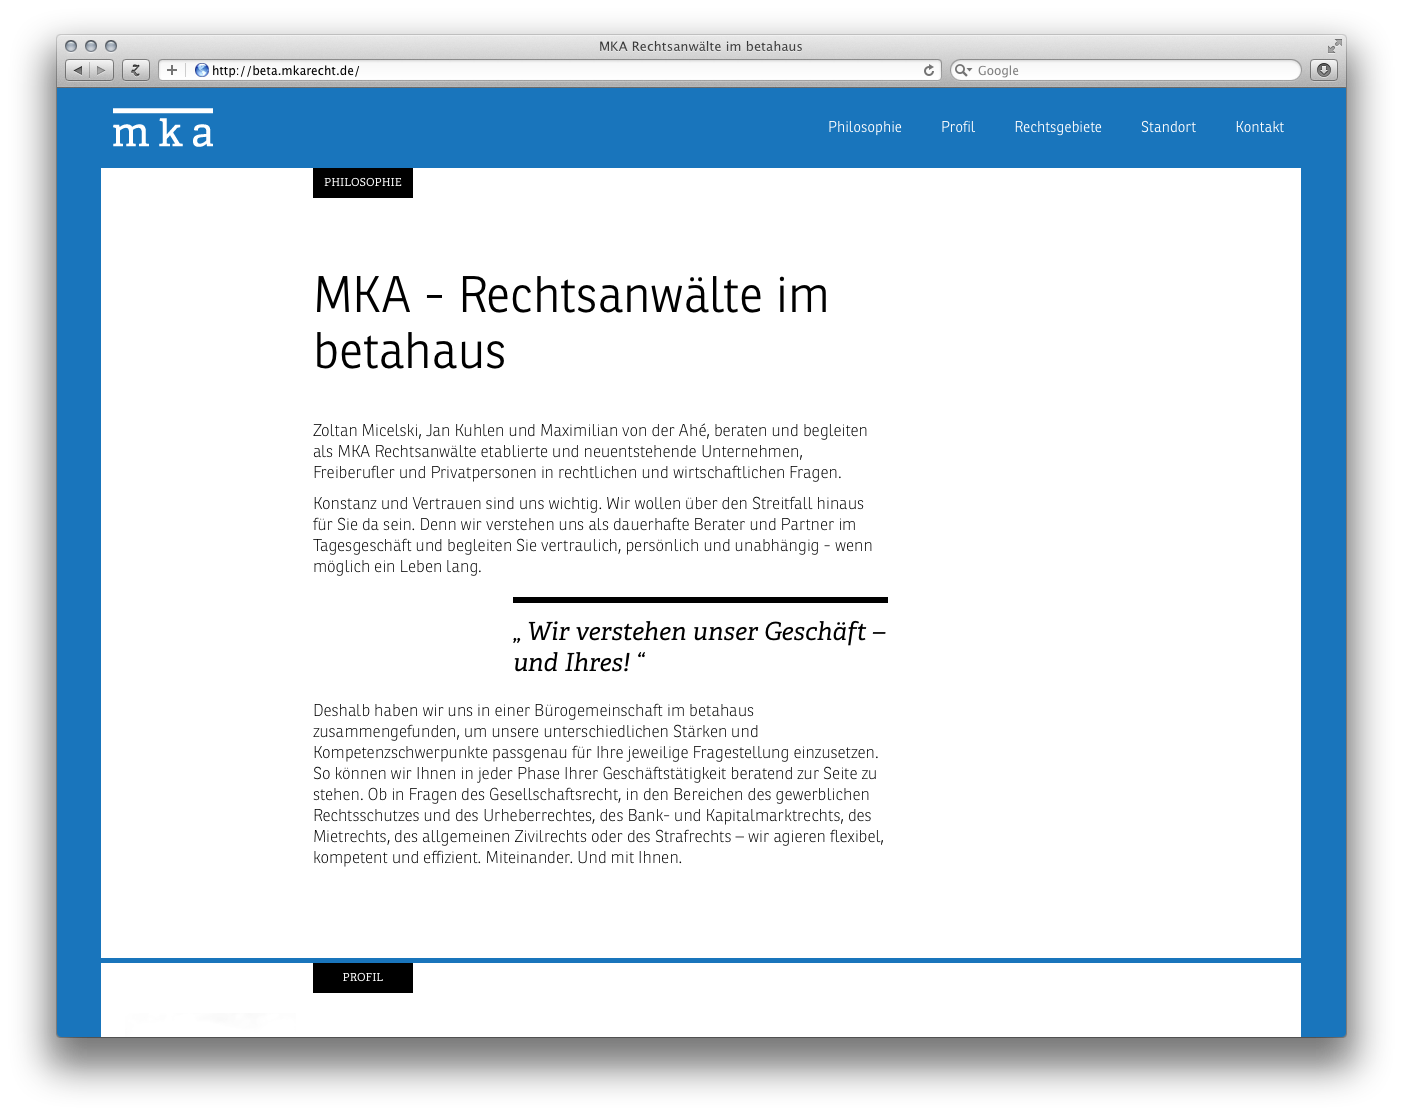 MKA Rechtsanwälte im betahaus
http://beta.mkarecht.de/
Google
mka
Philosophie Profil Rechtsgebiete Standort Kontakt
PHILOSOPHIE
MKA - Rechtsanwälte im
betahaus
Zoltan Micelski, Jan Kuhlen und Maximilian von der Ahé, beraten und begleiten
als MKA Rechtsanwälte etablierte und neuentstehende Unternehmen,
Freiberufler und Privatpersonen in rechtlichen und wirtschaftlichen Fragen.
Konstanz und Vertrauen sind uns wichtig. Wir wollen über den Streitfall hinaus
für Sie da sein. Denn wir verstehen uns als dauerhafte Berater und Partner im
Tagesgeschäft und begleiten Sie vertraulich, persönlich und unabhängig - wenn
möglich ein Leben lang.
„ Wir verstehen unser Geschäft –
und Ihres! “
Deshalb haben wir uns in einer Bürogemeinschaft im betahaus
zusammengefunden, um unsere unterschiedlichen Stärken und
Kompetenzschwerpunkte passgenau für Ihre jeweilige Fragestellung einzusetzen.
So können wir Ihnen in jeder Phase Ihrer Geschäftstätigkeit beratend zur Seite zu
stehen. Ob in Fragen des Gesellschaftsrecht, in den Bereichen des gewerblichen
Rechtsschutzes und des Urheberrechtes, des Bank- und Kapitalmarktrechts, des
Mietrechts, des allgemeinen Zivilrechts oder des Strafrechts – wir agieren flexibel,
kompetent und effizient. Miteinander. Und mit Ihnen.
PROFIL